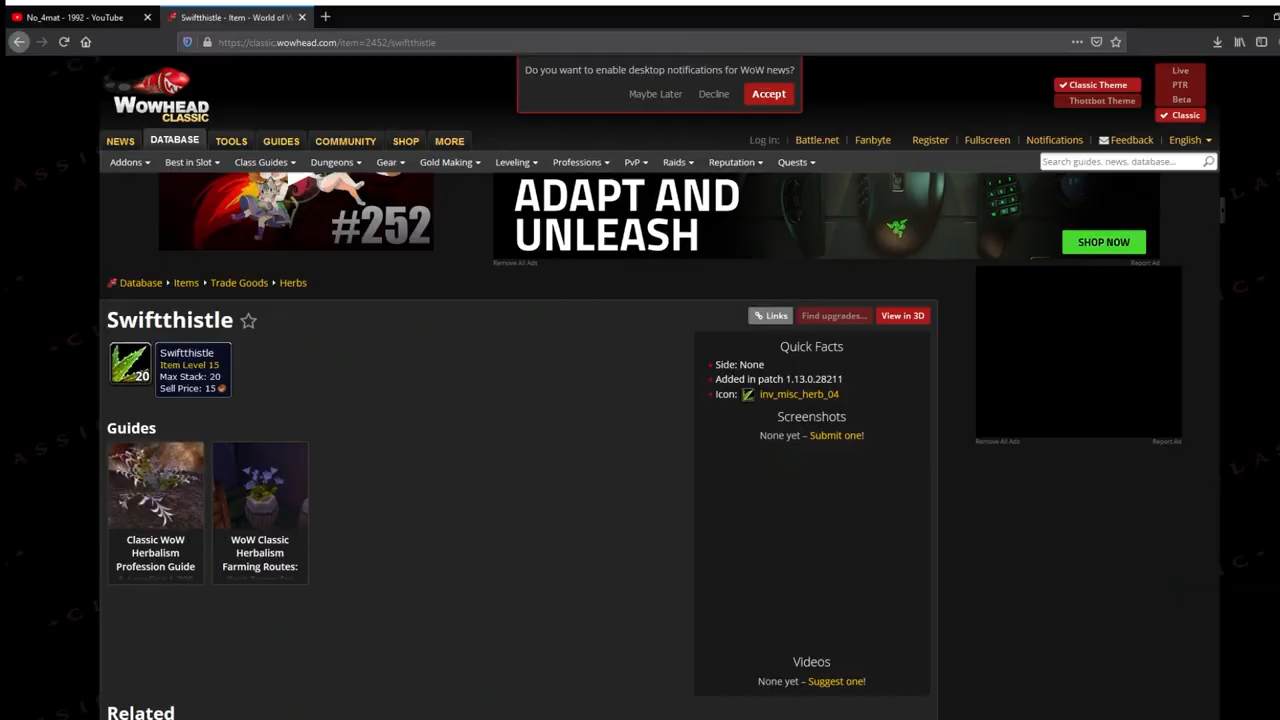 No_4mat - 1992 - YouTube
Swiftthistle - Item - World of
https://classic.wowhead.com/item=2452/swiftthistle
Do you want to enable desktop notifications for WoW news?
Maybe Later Decline Accept
WOWHEAD
CLASSIC
Classic Theme
Thottbot Theme
Live
PTR
Beta
Classic
NEWS DATABASE TOOLS GUIDES COMMUNITY SHOP MORE
Log in: Battle.net Fanbyte Register Fullscreen Notifications Feedback English
Addons Best in Slot Class Guides Dungeons Gear Gold Making Leveling Professions PvP Raids Reputation Quests
Search guides, news, database...
#252
ADAPT AND
UNLEASH
SHOP NOW
Remove All Ads Report Ad
Database Items Trade Goods Herbs
Swiftthistle
Links Find upgrades... View in 3D
20
Swiftthistle
Item Level 15
Max Stack: 20
Sell Price: 15
Quick Facts
Side: None
Added in patch 1.13.0.28211
Icon: inv_misc_herb_04
Screenshots
None yet – Submit one!
Remove All Ads Report Ad
Guides
Classic WoW
Herbalism
Profession Guide
WoW Classic
Herbalism
Farming Routes:
Videos
None yet – Suggest one!
Related